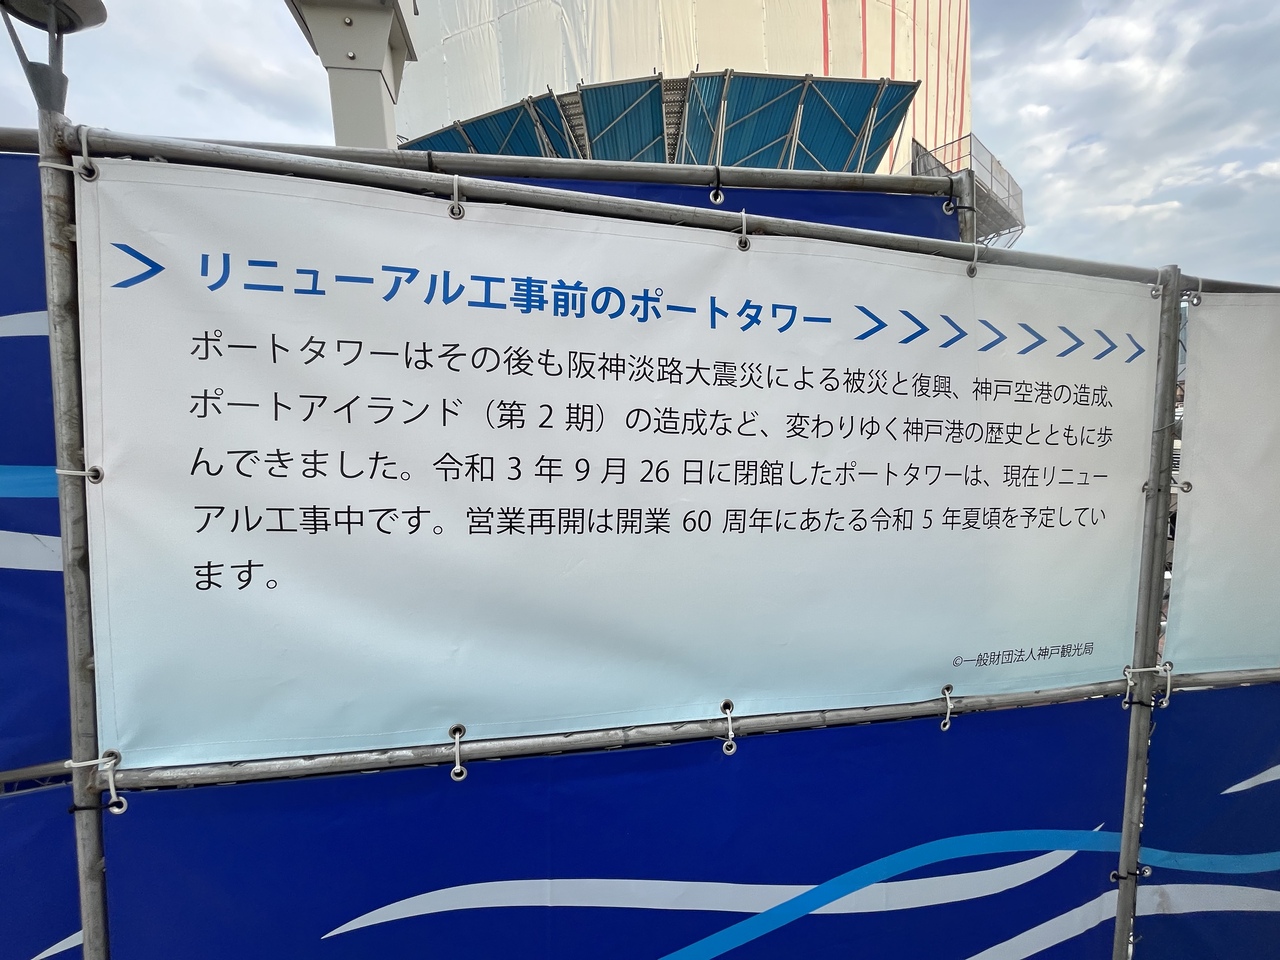 > リニューアル工事前のポートタワー >>>>>>>>
ポートタワーはその後も阪神淡路大震災による被災と復興、神戸空港の造成、
ポートアイランド（第 2 期）の造成など、変わりゆく神戸港の歴史とともに歩
んできました。令和 3 年 9 月 26 日に閉館したポートタワーは、現在リニュー
アル工事中です。営業再開は開業 60 周年にあたる令和 5 年夏頃を予定してい
ます。
©一般財団法人神戸観光局